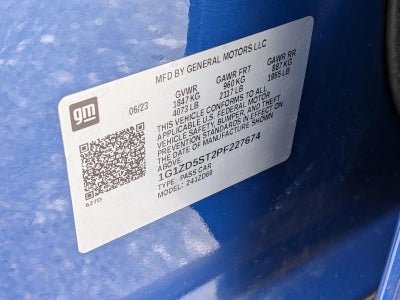 gm
MFD BY GENERAL MOTORS LLC
06/23
GVWR GAWR FRT GAWR RR
1847 KG 960 KG 887 KG
4073 LB 2117 LB 1955 LB
THIS VEHICLE CONFORMS TO ALL
APPLICABLE U.S. FEDERAL MOTOR
VEHICLE SAFETY, BUMPER, AND THEFT
PREVENTION STANDARDS IN EFFECT ON
THE DATE OF MANUFACTURE SHOWN ABOVE.
1G1ZD5ST2PF227674
TYPE: PASS CAR
MODEL: Z41ZD69
627D